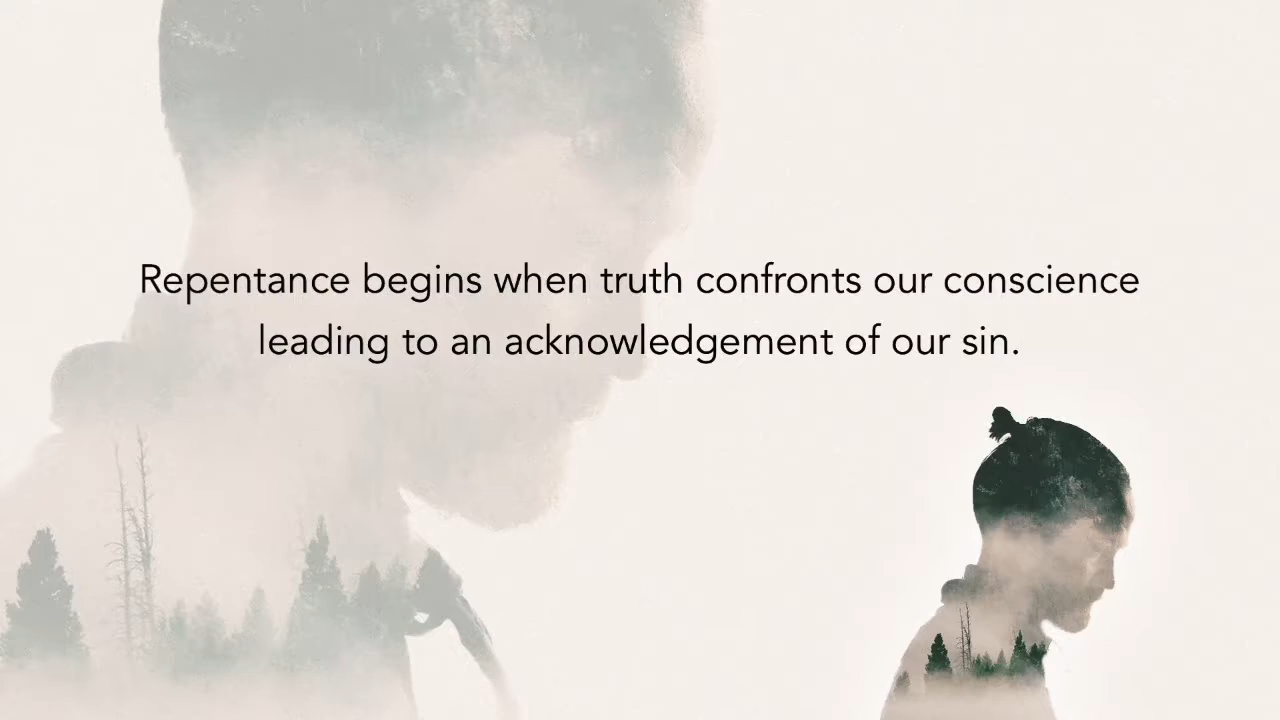 Repentance begins when truth confronts our conscience
leading to an acknowledgement of our sin.